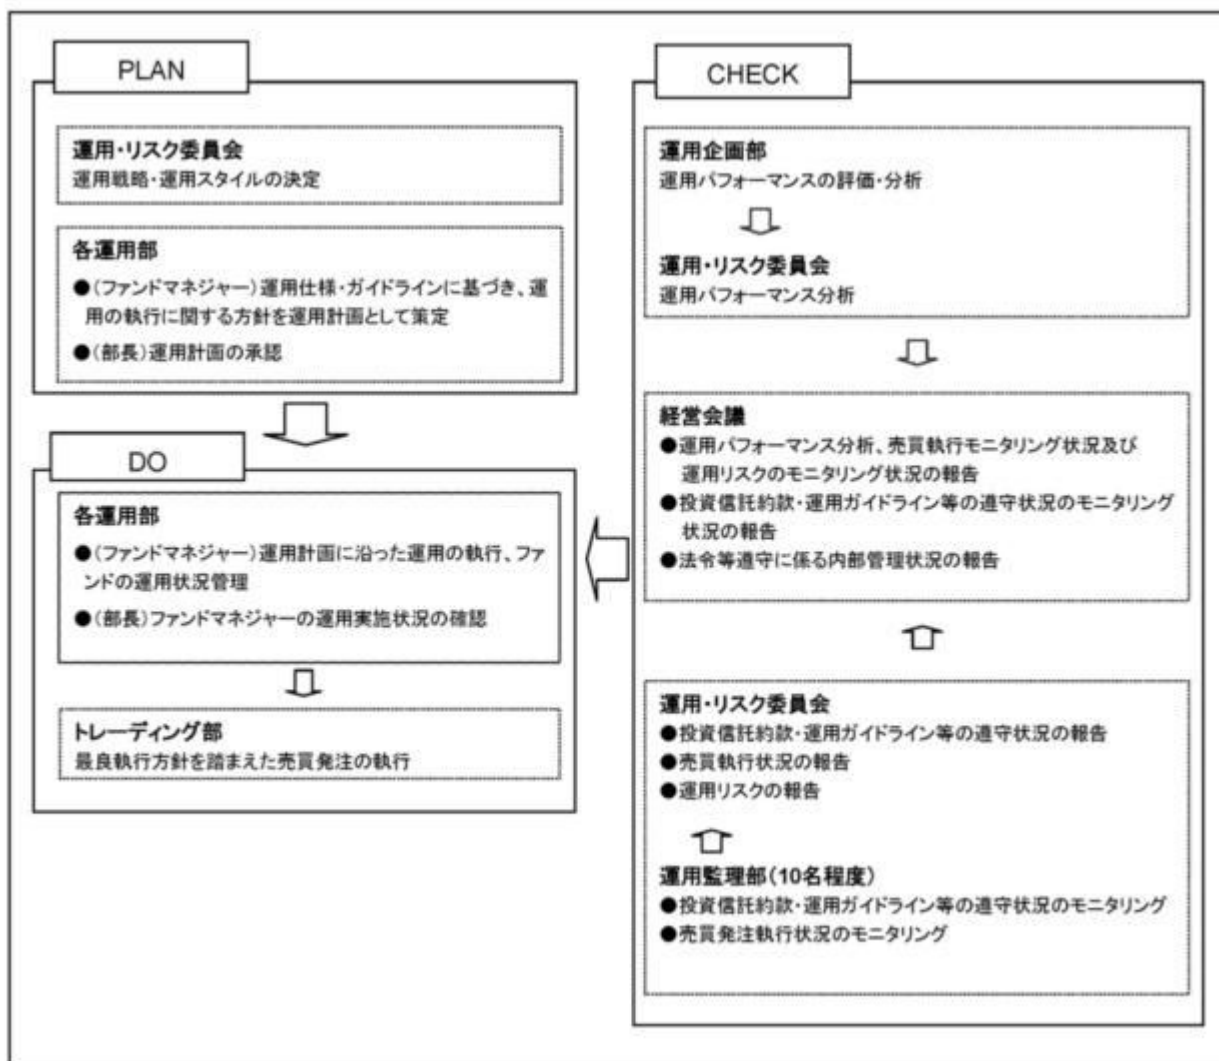 PLAN
運用・リスク委員会
運用戦略・運用スタイルの決定
各運用部
●(ファンドマネジャー)運用仕様・ガイドラインに基づき、運
用の執行に関する方針を運用計画として策定
●(部長)運用計画の承認
DO
各運用部
●(ファンドマネジャー)運用計画に沿った運用の執行、ファ
ンドの運用状況管理
●(部長)ファンドマネジャーの運用実施状況の確認
トレーディング部
最良執行方針を踏まえた売買発注の執行
CHECK
運用企画部
運用パフォーマンスの評価・分析
運用・リスク委員会
運用パフォーマンス分析
経営会議
●運用パフォーマンス分析、売買執行モニタリング状況及び
運用リスクのモニタリング状況の報告
●投資信託約款・運用ガイドライン等の遵守状況のモニタリング
状況の報告
●法令等遵守に係る内部管理状況の報告
運用・リスク委員会
●投資信託約款・運用ガイドライン等の遵守状況の報告
●売買執行状況の報告
●運用リスクの報告
運用監理部(10名程度)
●投資信託約款・運用ガイドライン等の遵守状況のモニタリング
●売買発注執行状況のモニタリング